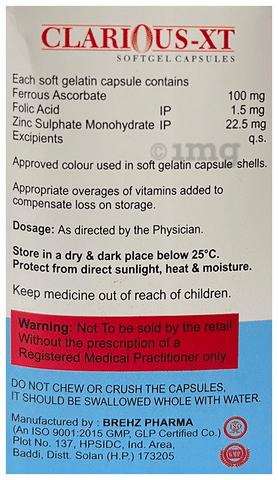 CLARIOUS-XT
SOFTGEL CAPSULES
Each soft gelatin capsule contains
Ferrous Ascorbate 100 mg
Folic Acid IP 1.5 mg
Zinc Sulphate Monohydrate IP 22.5 mg
Excipients q.s.
1mg
Approved colour used in soft gelatin capsule shells.
Appropriate overages of vitamins added to
compensate loss on storage.
Dosage: As directed by the Physician.
Store in a dry & dark place below 25°C.
Protect from direct sunlight, heat & moisture.
Keep medicine out of reach of children.
Warning: Not To be sold by the retail
Without the prescription of a
Registered Medical Practitioner only.
DO NOT CHEW OR CRUSH THE CAPSULES,
IT SHOULD BE SWALLOWED WHOLE WITH WATER.
Manufactured by : BREHZ PHARMA
(An ISO 9001:2015 GMP, GLP Certified Co.)
Plot No. 137, HPSIDC, Ind. Area,
Baddi, Distt. Solan (H.P.) 173205
ISO
GMP